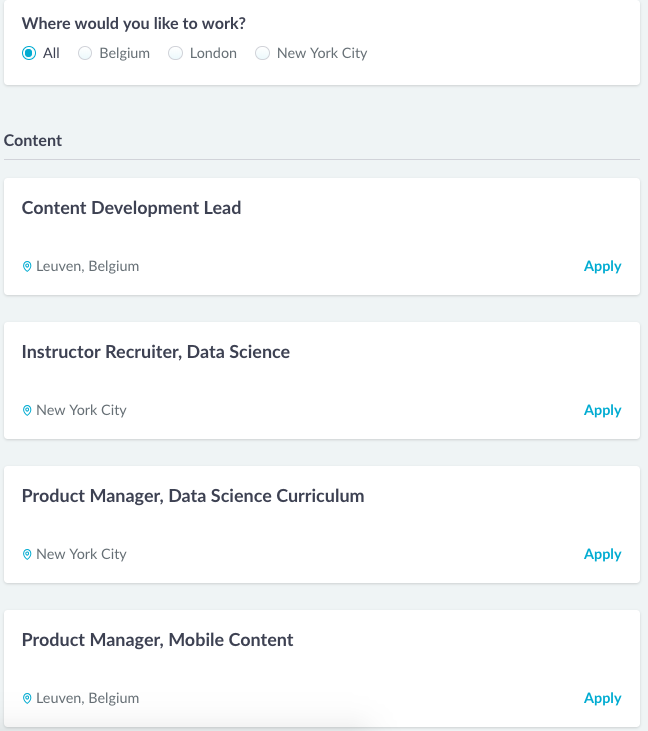 Where would you like to work?
All Belgium London New York City
Content
Content Development Lead
Leuven, Belgium Apply
Instructor Recruiter, Data Science
New York City Apply
Product Manager, Data Science Curriculum
New York City Apply
Product Manager, Mobile Content
Leuven, Belgium Apply